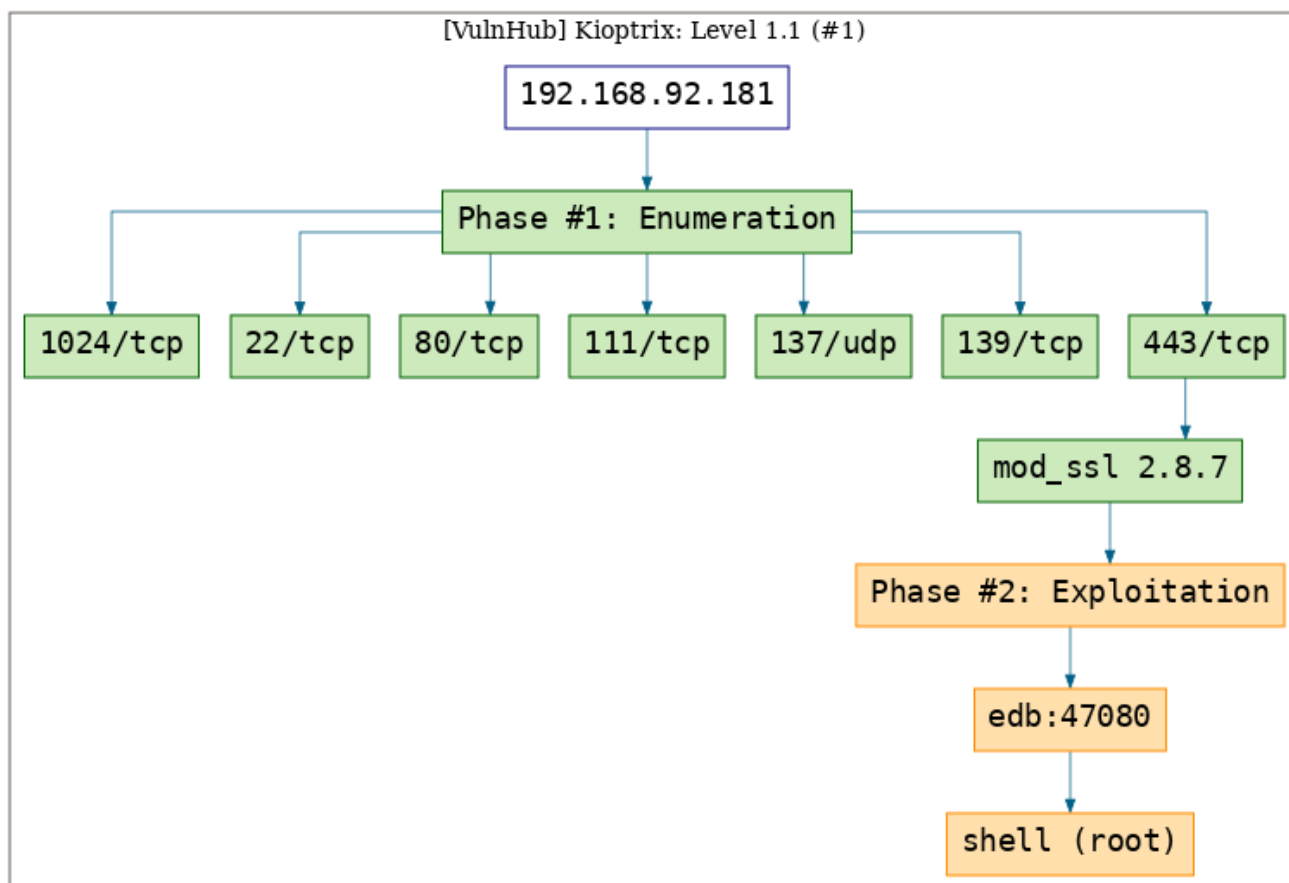 [VulnHub] Kioptrix: Level 1.1 (#1)
192.168.92.181
Phase #1: Enumeration
1024/tcp
22/tcp
80/tcp
111/tcp
137/udp
139/tcp
443/tcp
mod_ssl 2.8.7
Phase #2: Exploitation
edb:47080
shell (root)